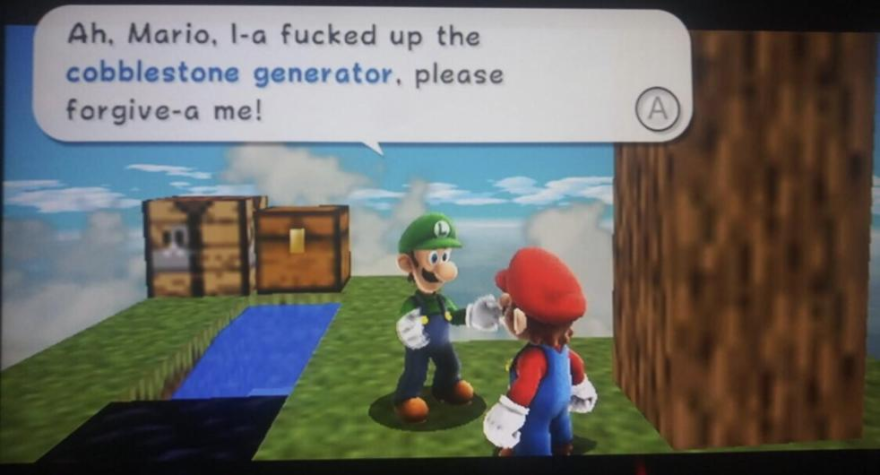 Ah, Mario, I-a fucked up the
cobblestone generator, please
forgive-a me!
A
L